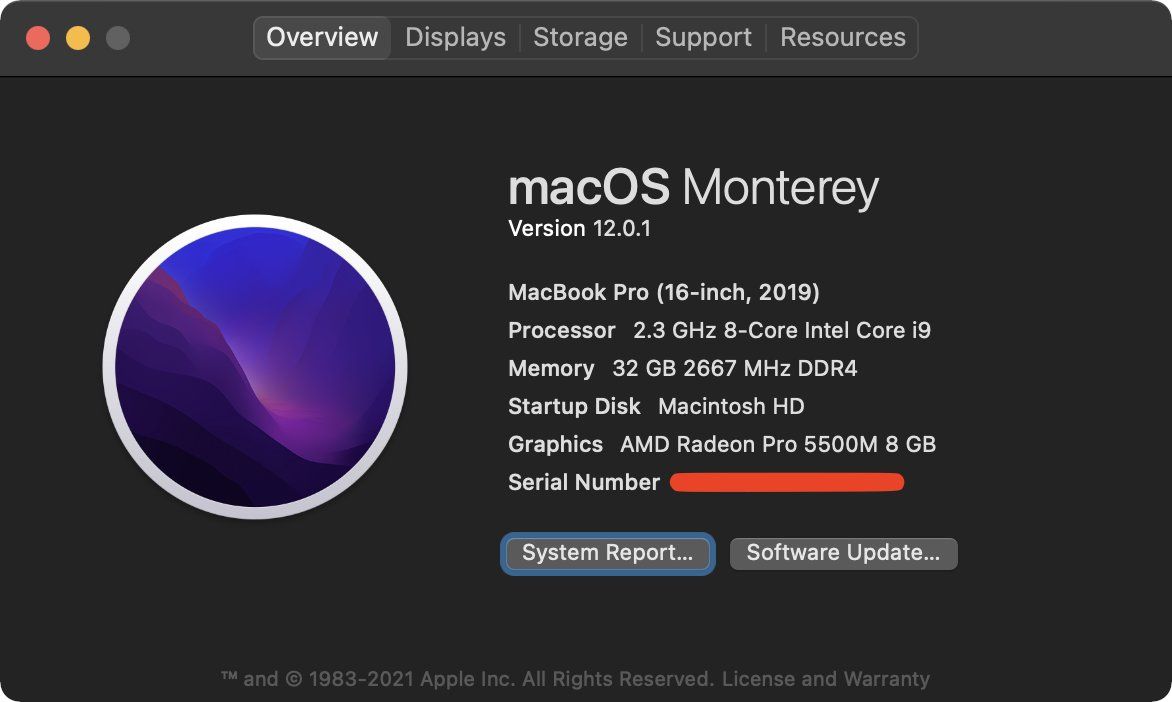 Overview Displays Storage Support Resources
macOS Monterey
Version 12.0.1
MacBook Pro (16-inch, 2019)
Processor 2.3 GHz 8-Core Intel Core i9
Memory 32 GB 2667 MHz DDR4
Startup Disk Macintosh HD
Graphics AMD Radeon Pro 5500M 8 GB
Serial Number
System Report... Software Update...
™ and © 1983-2021 Apple Inc. All Rights Reserved. License and Warranty